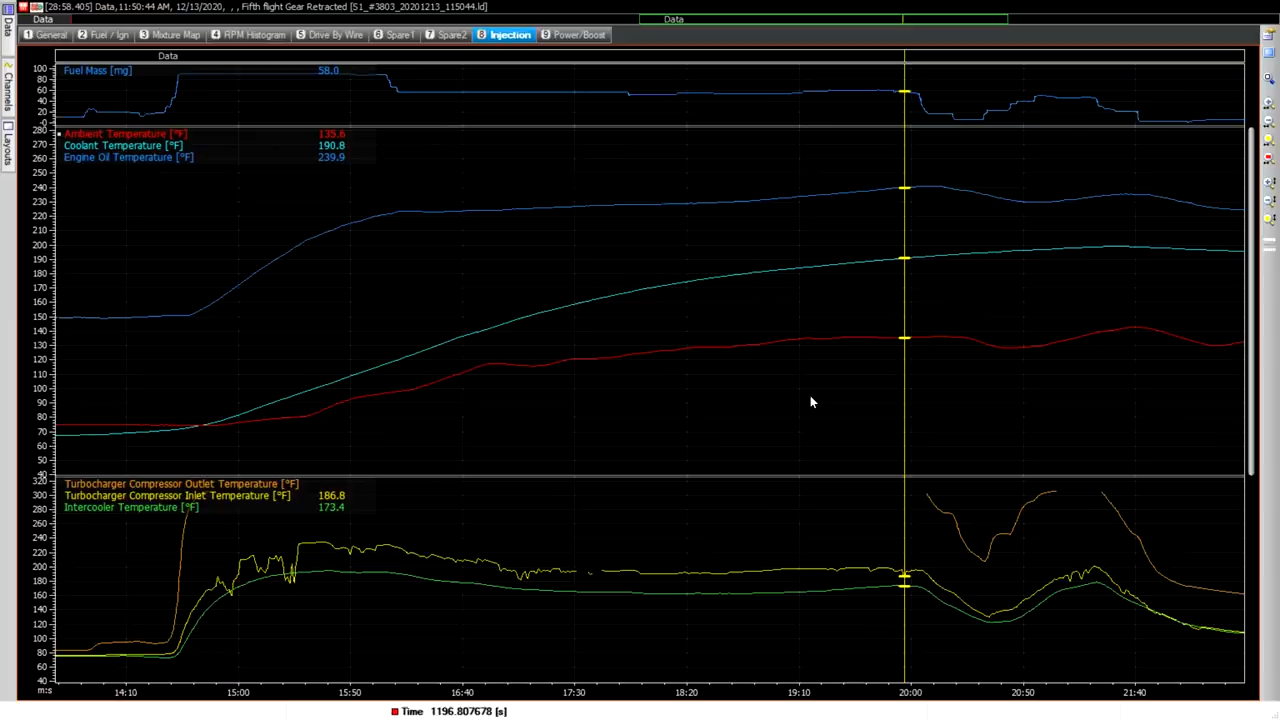 [28:58.405] Data,11:50:44 AM, 12/13/2020, , , Fifth flight Gear Retracted [S1_#3803_20201213_115044.ld]
Data Data
1 General 2 Fuel / Ign 3 Mixture Map 4 RPM Histogram 5 Drive By Wire 6 Spare1 7 Spare2 8 Injection 9 Power/Boost
Data
Channels
Layouts
Data
Fuel Mass [mg] 58.0
100
80
60
40
20
-0
Ambient Temperature [°F] 135.6
Coolant Temperature [°F] 190.8
Engine Oil Temperature [°F] 239.9
280
270
260
250
240
230
220
210
200
190
180
170
160
150
140
130
120
110
100
90
80
70
60
50
40
Turbocharger Compressor Outlet Temperature [°F]
Turbocharger Compressor Inlet Temperature [°F] 186.8
Intercooler Temperature [°F] 173.4
320
300
280
260
240
220
200
180
160
140
120
100
80
60
40
m:s 14:10 15:00 15:50 16:40 17:30 18:20 19:10 20:00 20:50 21:40
Time 1196.807678 [s]